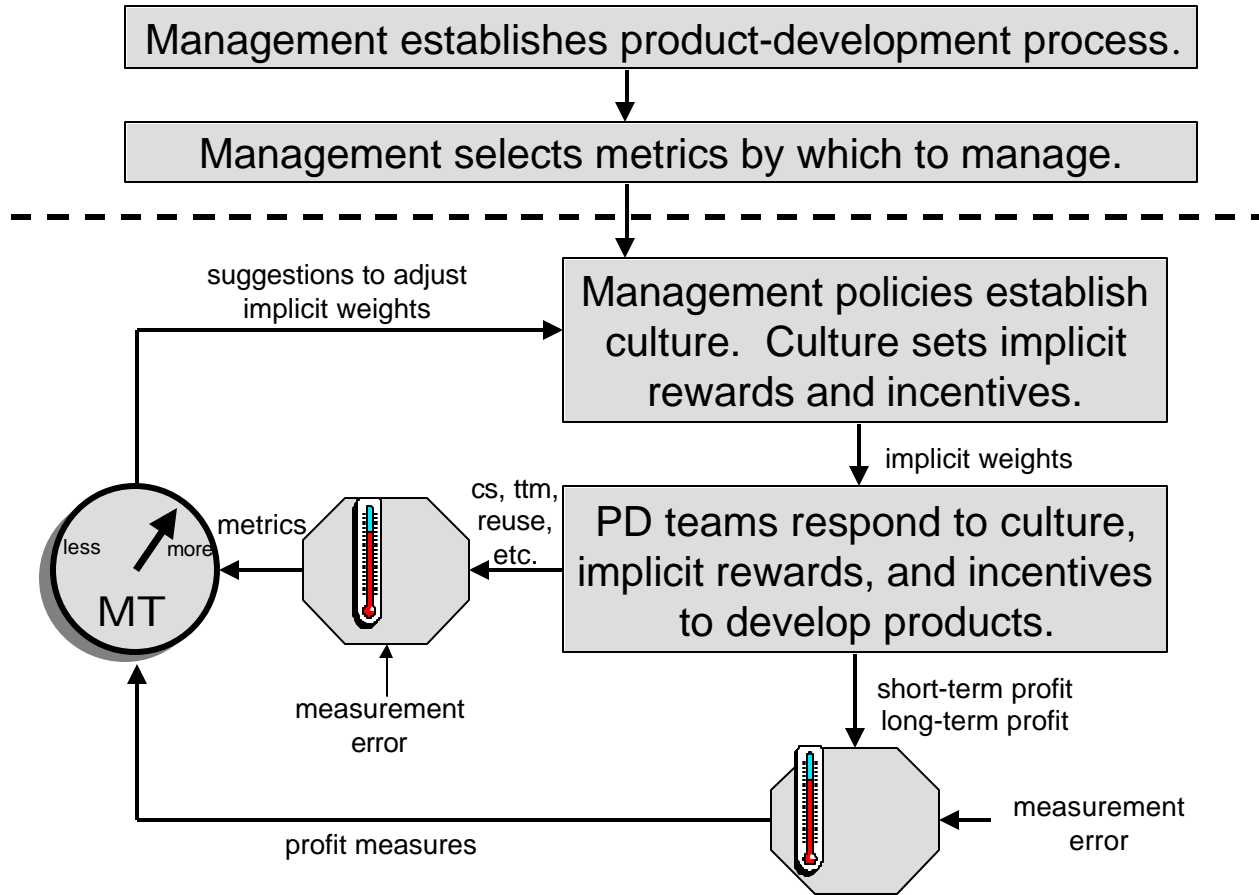 Management establishes product-development process.
Management selects metrics by which to manage.
suggestions to adjust
implicit weights
Management policies establish
culture.  Culture sets implicit
rewards and incentives.
implicit weights
cs, ttm,
reuse,
etc.
metrics
less
more
MT
PD teams respond to culture,
implicit rewards, and incentives
to develop products.
measurement
error
short-term profit
long-term profit
measurement
error
profit measures